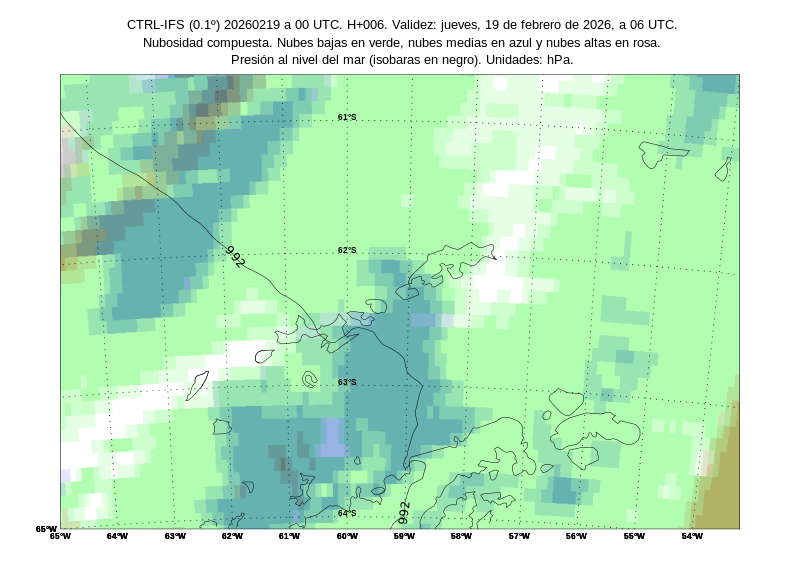 CTRL-IFS (0.1º) 20260219 a 00 UTC. H+006. Validez: jueves, 19 de febrero de 2026, a 06 UTC.
Nubosidad compuesta. Nubes bajas en verde, nubes medias en azul y nubes altas en rosa.
Presión al nivel del mar (isobaras en negro). Unidades: hPa.
61°S
62°S
992
63°S
64°S
992
65°W
65°W 64°W 63°W 62°W 61°W 60°W 59°W 58°W 57°W 56°W 55°W 54°W